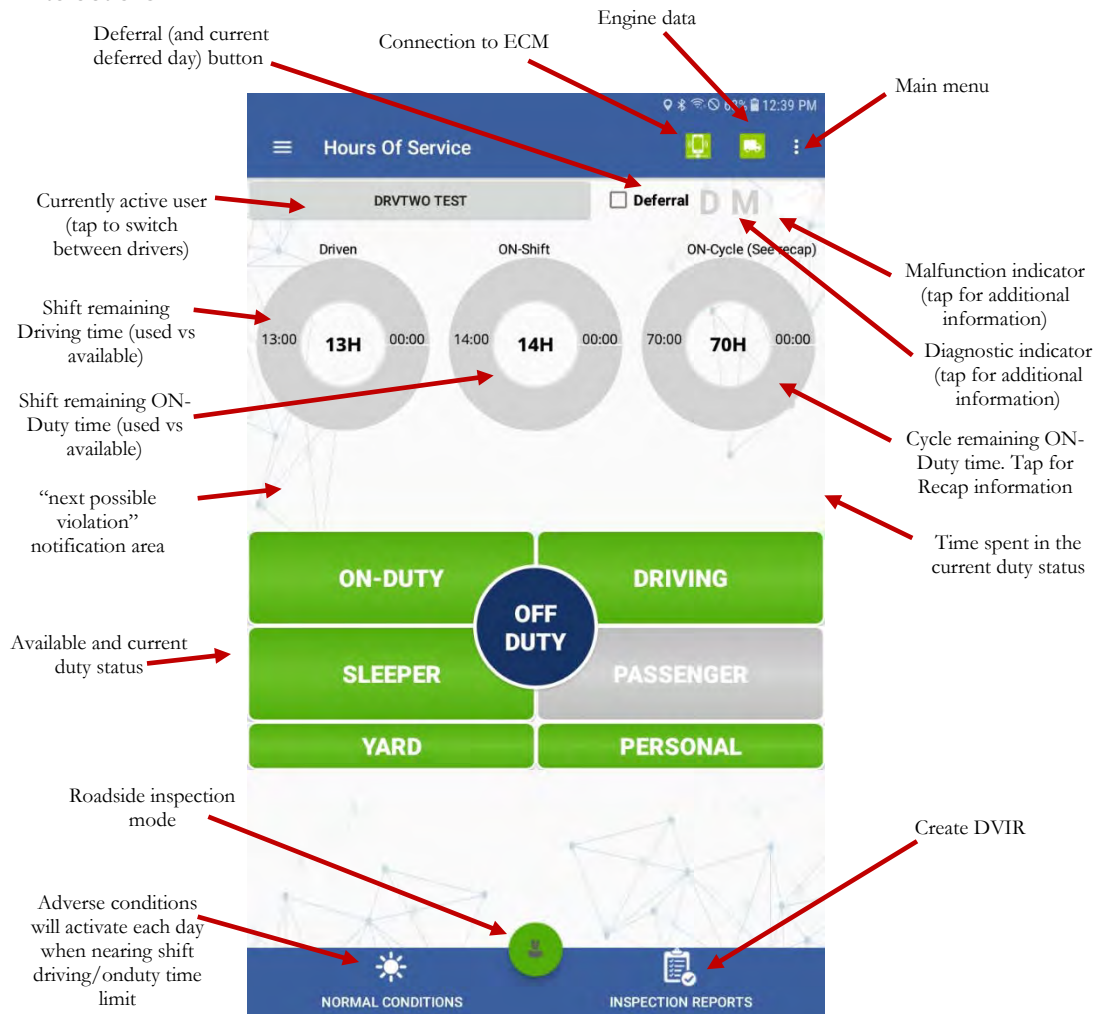 Engine data
Deferral (and current
deferred day) button
Connection to ECM
Main menu
63% 12:39 PM
Hours Of Service
Currently active user
(tap to switch
between drivers)
DRVTWO TEST
Deferral D M
Driven
ON-Shift
ON-Cycle (See recap)
Malfunction indicator
(tap for additional
information)
Shift remaining
Driving time (used vs
available)
13:00 13H 00:00
14:00 14H 00:00
70:00 70H 00:00
Diagnostic indicator
(tap for additional
information)
Shift remaining ON-
Duty time (used vs
available)
Cycle remaining ON-
Duty time. Tap for
Recap information
“next possible
violation”
notification area
Time spent in the
current duty status
ON-DUTY
DRIVING
OFF
DUTY
Available and current
duty status
SLEEPER
PASSENGER
YARD
PERSONAL
Roadside inspection
mode
Create DVIR
Adverse conditions
will activate each day
when nearing shift
driving/onduty time
limit
NORMAL CONDITIONS
INSPECTION REPORTS